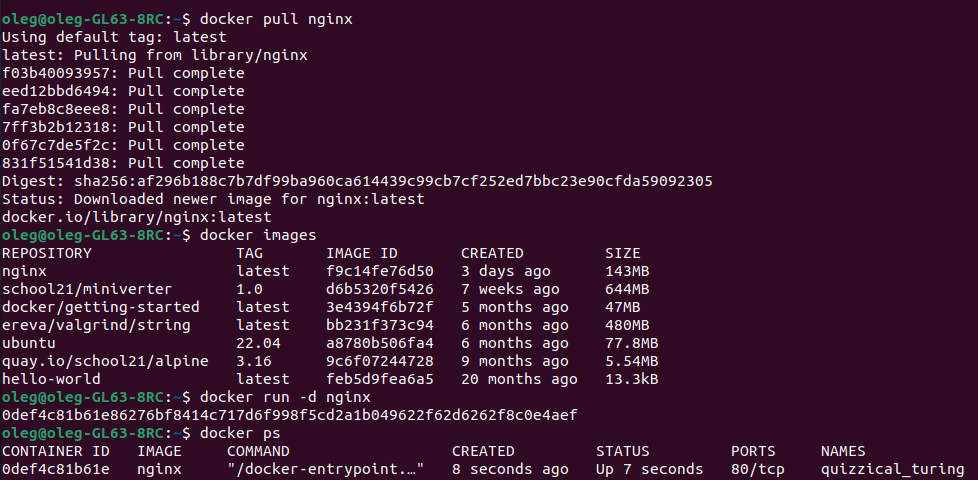 oleg@oleg-GL63-8RC:~$ docker pull nginx
Using default tag: latest
latest: Pulling from library/nginx
f03b40093957: Pull complete
eed12bbd6494: Pull complete
fa7eb8c8eee8: Pull complete
7ff3b2b12318: Pull complete
0f67c7de5f2c: Pull complete
831f51541d38: Pull complete
Digest: sha256:af296b188c7b7df99ba960ca614439c99cb7cf252ed7bbc23e90cfda59092305
Status: Downloaded newer image for nginx:latest
docker.io/library/nginx:latest
oleg@oleg-GL63-8RC:~$ docker images
REPOSITORY                TAG       IMAGE ID       CREATED         SIZE
nginx                     latest    f9c14fe76d50   3 days ago      143MB
school21/miniverter       1.0       d6b5320f5426   7 weeks ago     644MB
docker/getting-started    latest    3e4394f6b72f   5 months ago    47MB
ereva/valgrind/string     latest    bb231f373c94   6 months ago    480MB
ubuntu                    22.04     a8780b506fa4   6 months ago    77.8MB
quay.io/school21/alpine   3.16      9c6f07244728   9 months ago    5.54MB
hello-world               latest    feb5d9fea6a5   20 months ago   13.3kB
oleg@oleg-GL63-8RC:~$ docker run -d nginx
0def4c81b61e86276bf8414c717d6f998f5cd2a1b049622f62d6262f8c0e4aef
oleg@oleg-GL63-8RC:~$ docker ps
CONTAINER ID   IMAGE     COMMAND                  CREATED         STATUS         PORTS     NAMES
0def4c81b61e   nginx     "/docker-entrypoint.…"   8 seconds ago   Up 7 seconds   80/tcp    quizzical_turing